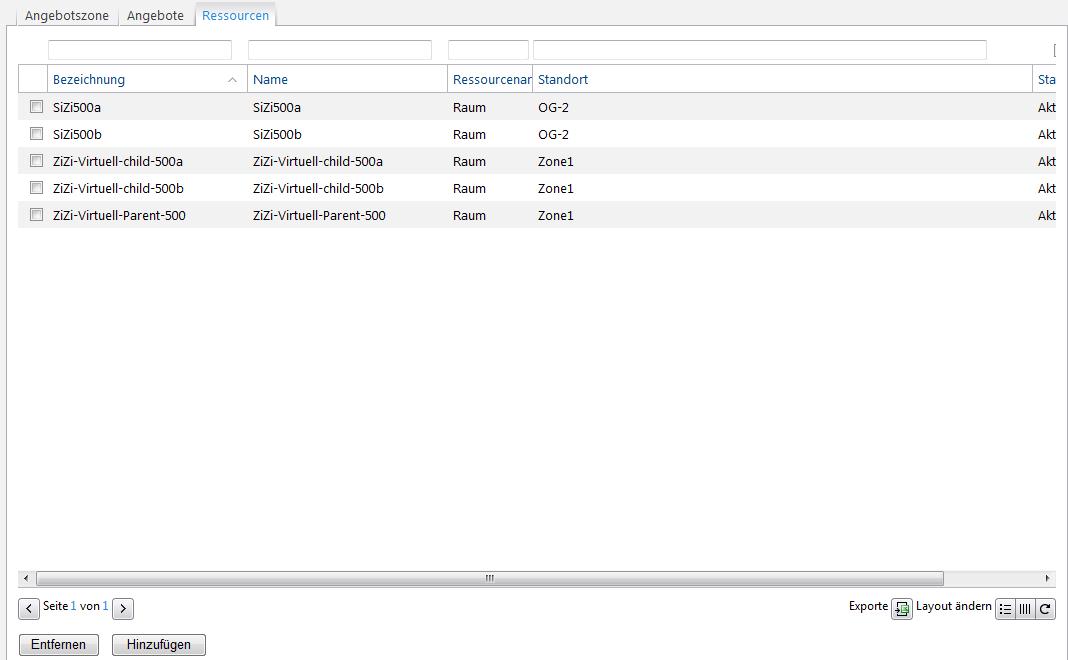 Angebotszone Angebote Ressourcen
Bezeichnung Name Ressourcenar Standort Sta
SiZi500a SiZi500a Raum OG-2 Akt
SiZi500b SiZi500b Raum OG-2 Akt
ZiZi-Virtuell-child-500a ZiZi-Virtuell-child-500a Raum Zone1 Akt
ZiZi-Virtuell-child-500b ZiZi-Virtuell-child-500b Raum Zone1 Akt
ZiZi-Virtuell-Parent-500 ZiZi-Virtuell-Parent-500 Raum Zone1 Akt
Seite 1 von 1 Exporte Layout ändern
Entfernen Hinzufügen